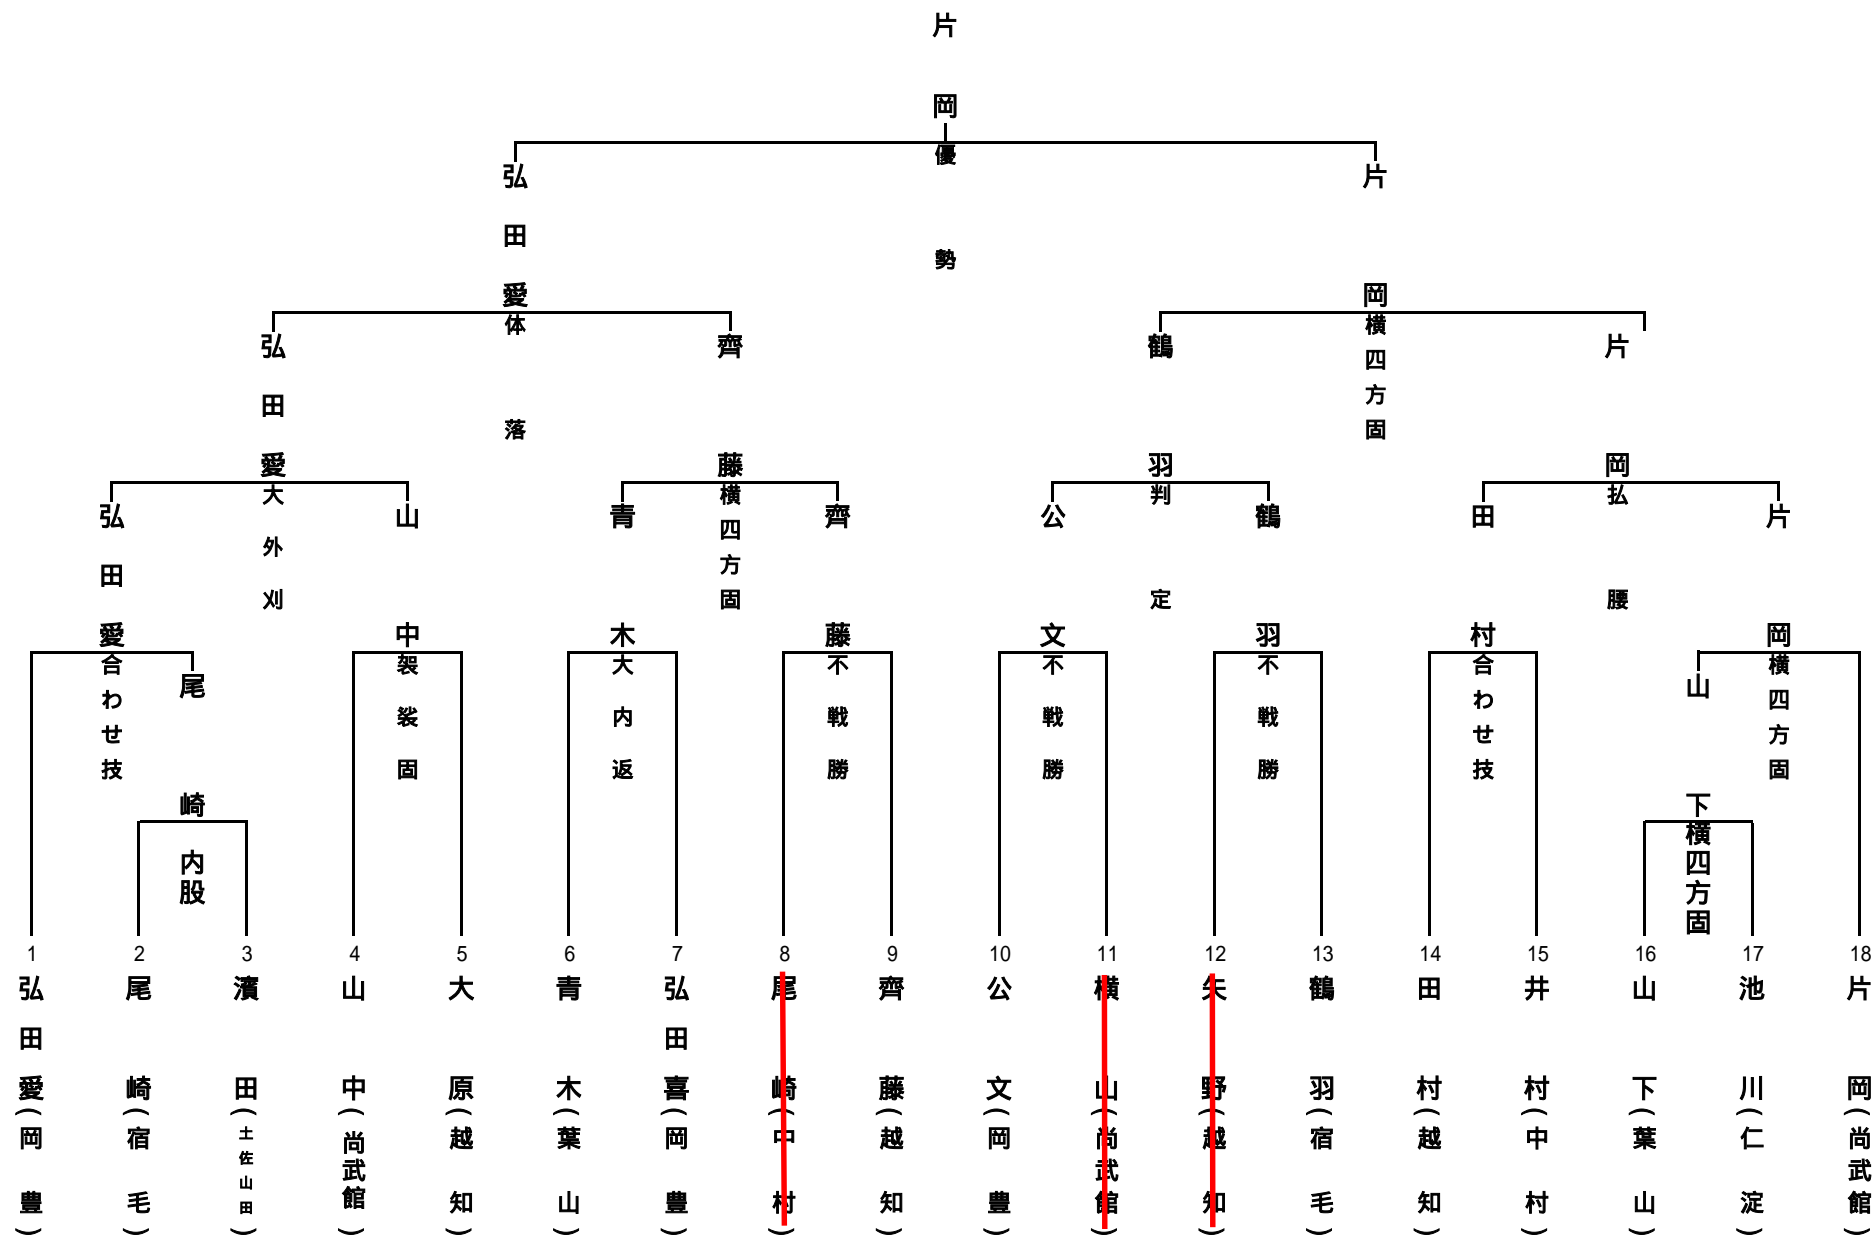 片岡
優勢
弘田愛
片岡
体落
横四方固
弘田愛
齊藤
鶴羽
片岡
大外刈
横四方固
判定
払腰
弘田愛
山中
青木
齊藤
公文
鶴羽
田村
片岡
合わせ技
袈裟固
大内返
不戦勝
不戦勝
不戦勝
合わせ技
横四方固
尾崎
山下
内股
横四方固
1 弘田愛(岡豊)
2 尾崎(宿毛)
3 濱田(土佐山田)
4 山中(尚武館)
5 大原(越知)
6 青木(葉山)
7 弘田喜(岡豊)
8 尾崎(中村)
9 齊藤(越知)
10 公文(岡豊)
11 横山(尚武館)
12 矢野(越知)
13 鶴羽(宿毛)
14 田村(越知)
15 井村(中村)
16 山下(葉山)
17 池川(仁淀)
18 片岡(尚武館)